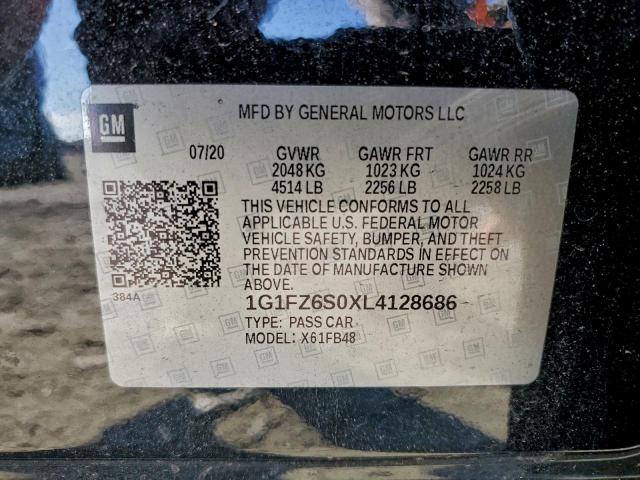 GM
MFD BY GENERAL MOTORS LLC
07/20 GVWR GAWR FRT GAWR RR
2048 KG 1023 KG 1024 KG
4514 LB 2256 LB 2258 LB
THIS VEHICLE CONFORMS TO ALL
APPLICABLE U.S. FEDERAL MOTOR
VEHICLE SAFETY, BUMPER, AND THEFT
PREVENTION STANDARDS IN EFFECT ON
THE DATE OF MANUFACTURE SHOWN
ABOVE.
384A
1G1FZ6S0XL4128686
TYPE: PASS CAR
MODEL: X61FB48